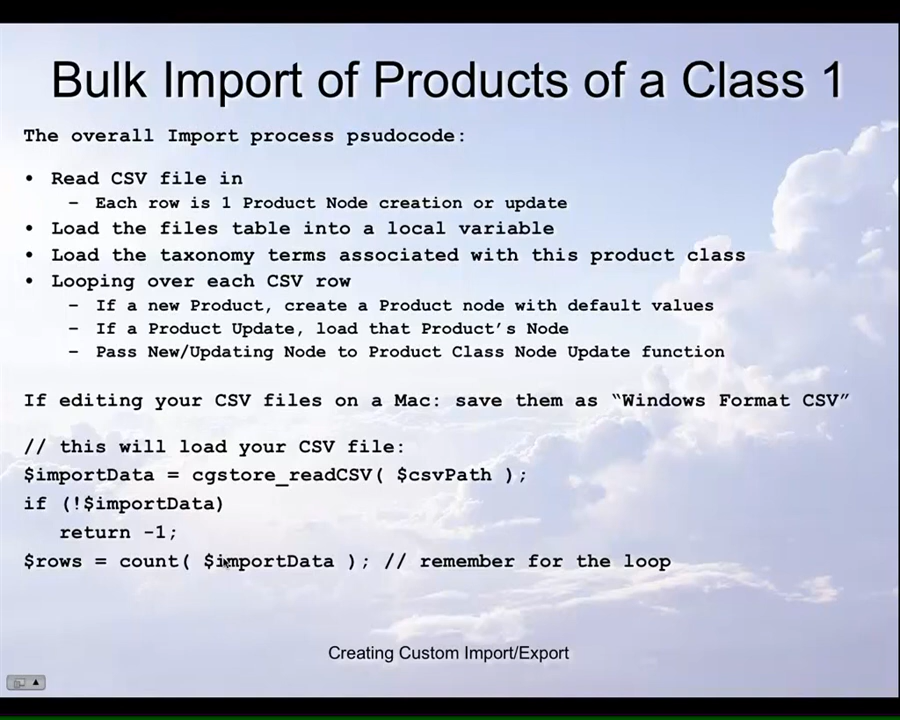 Bulk Import of Products of a Class 1
The overall Import process psudocode:
• Read CSV file in
– Each row is 1 Product Node creation or update
• Load the files table into a local variable
• Load the taxonomy terms associated with this product class
• Looping over each CSV row
– If a new Product, create a Product node with default values
– If a Product Update, load that Product’s Node
– Pass New/Updating Node to Product Class Node Update function
If editing your CSV files on a Mac: save them as “Windows Format CSV”
// this will load your CSV file:
$importData = cgstore_readCSV( $csvPath );
if (!$importData)
return -1;
$rows = count( $importData ); // remember for the loop
Creating Custom Import/Export